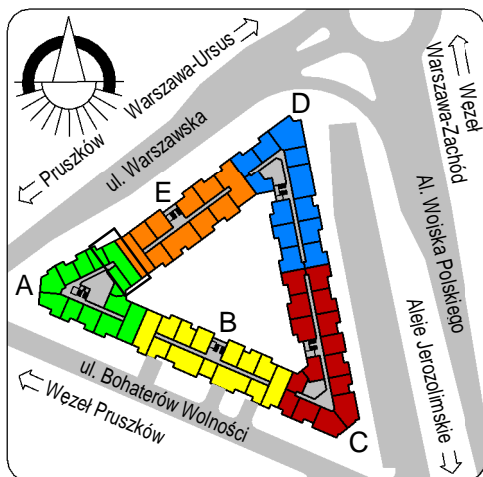 Warszawa-Ursus
Pruszków
ul. Warszawska
Węzeł
Warszawa-Zachód
Al. Wojska Polskiego
Aleje Jerozolimskie
D
E
A
B
C
ul. Bohaterów Wolności
Węzeł Pruszków